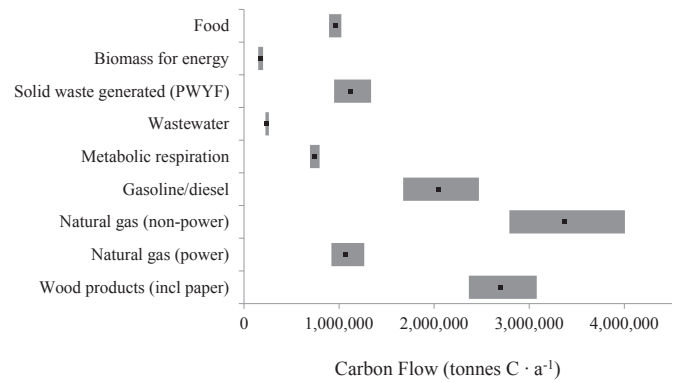 Food
Biomass for energy
Solid waste generated (PWYF)
Wastewater
Metabolic respiration
Gasoline/diesel
Natural gas (non-power)
Natural gas (power)
Wood products (incl paper)
0 1,000,000 2,000,000 3,000,000 4,000,000
Carbon Flow (tonnes C · a⁻¹)